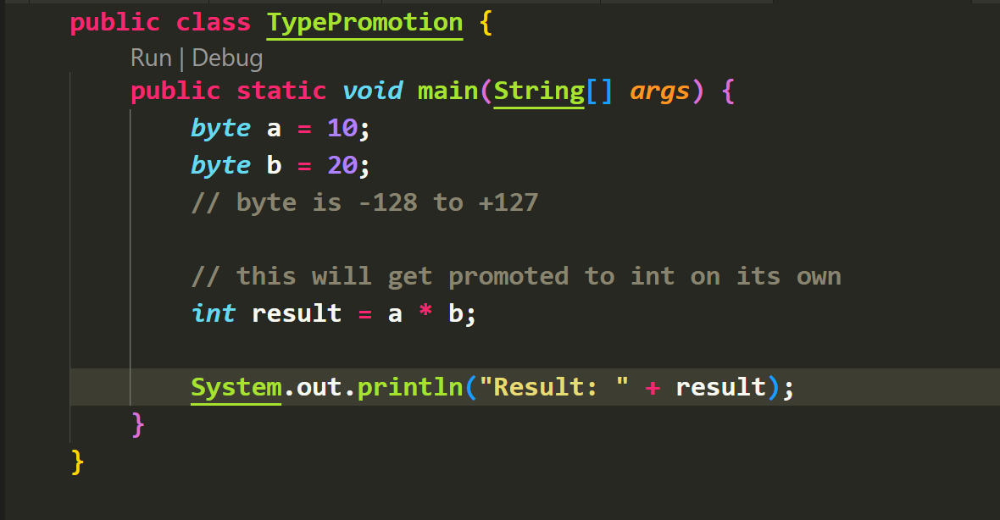 public class TypePromotion {
Run | Debug
public static void main(String[] args) {
byte a = 10;
byte b = 20;
// byte is -128 to +127
// this will get promoted to int on its own
int result = a * b;
System.out.println("Result: " + result);
}
}